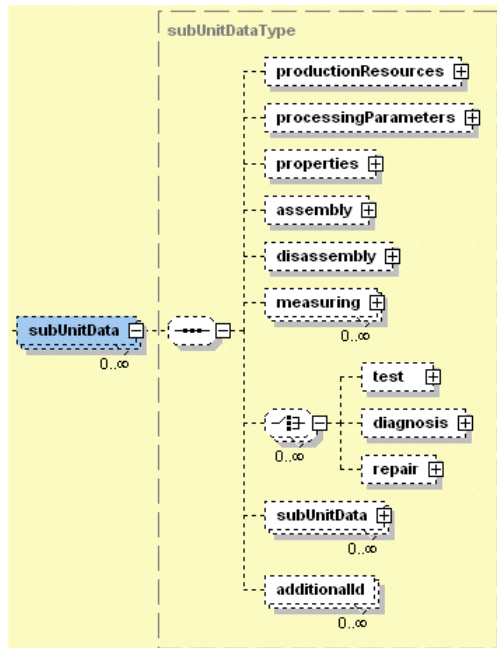 subUnitDataType
productionResources
processingParameters
properties
assembly
disassembly
measuring
0..∞
subUnitData
0..∞
test
diagnosis
0..∞
repair
subUnitData
0..∞
additionalId
0..∞